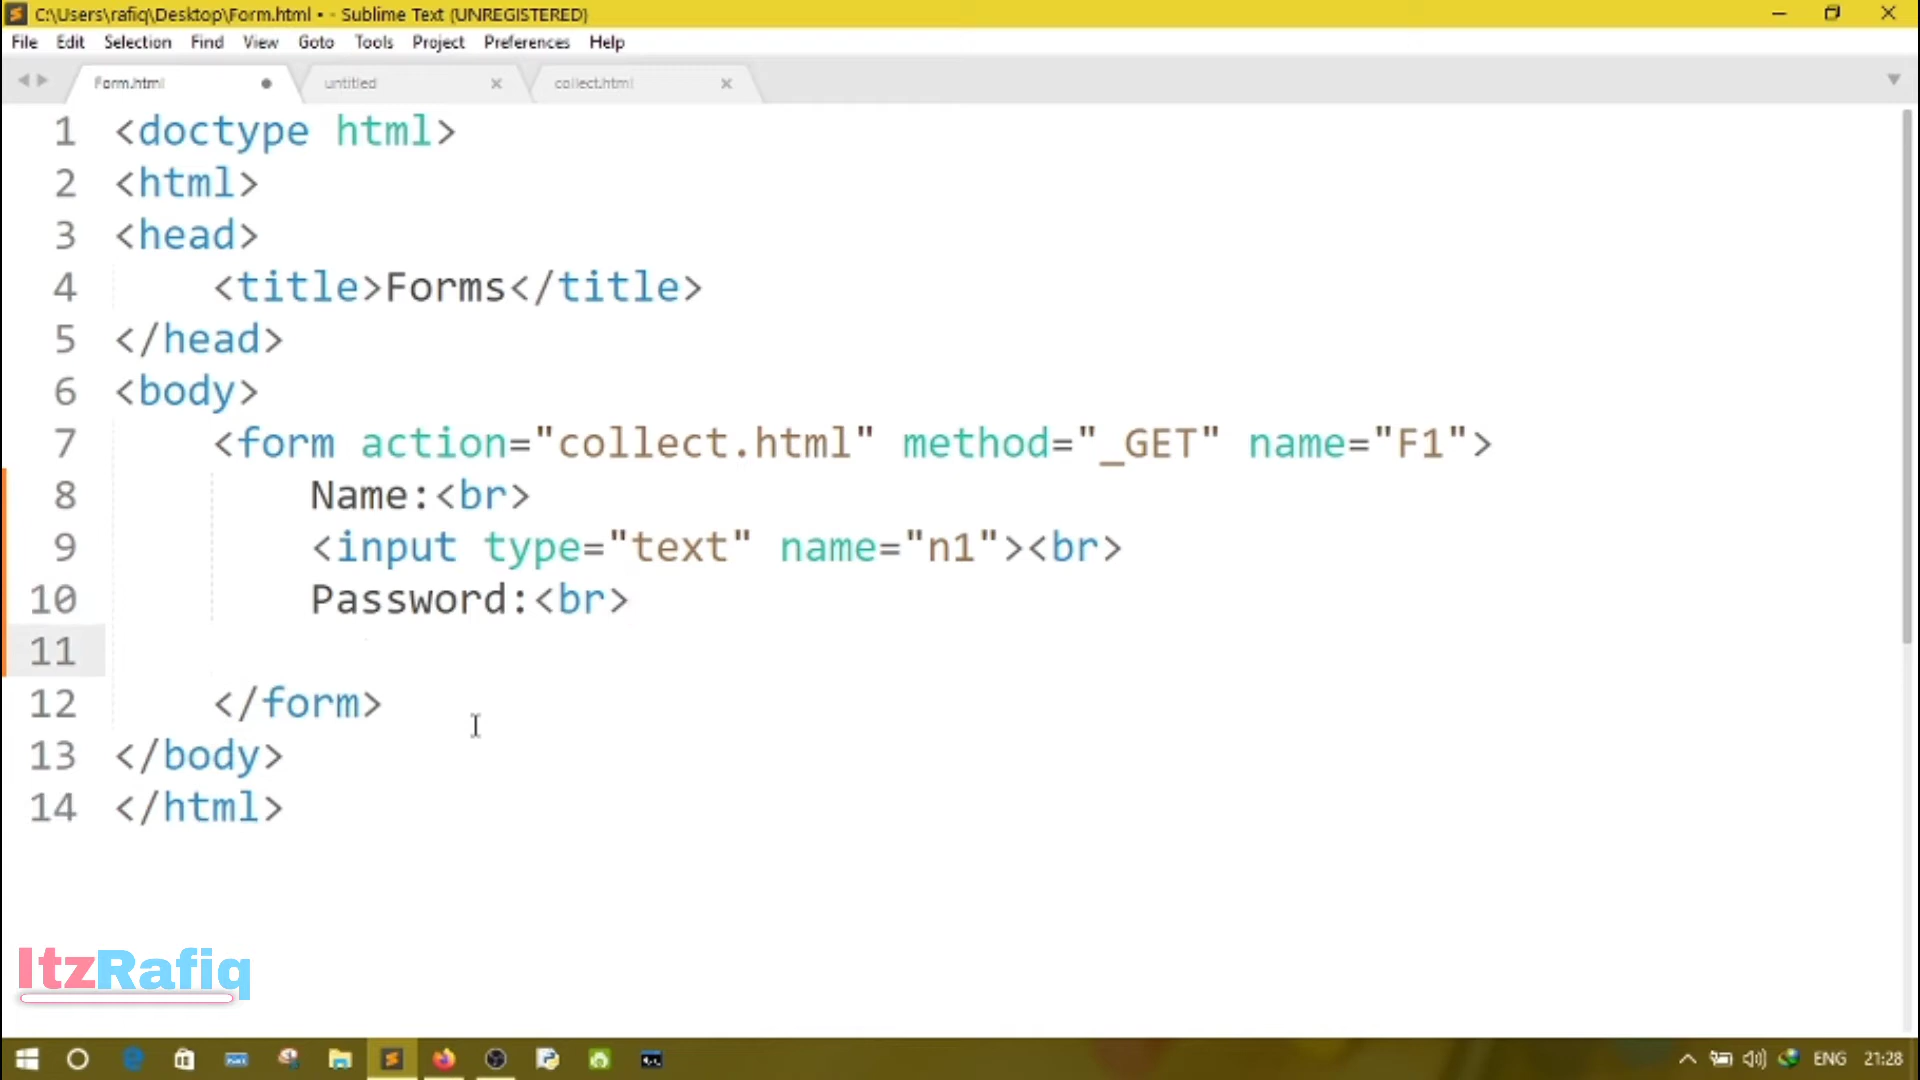 C:\Users\rafiq\Desktop\Form.html • - Sublime Text (UNREGISTERED)
File Edit Selection Find View Goto Tools Project Preferences Help
Form.html untitled collect.html
1 <doctype html>
2 <html>
3 <head>
4 <title>Forms</title>
5 </head>
6 <body>
7 <form action="collect.html" method="_GET" name="F1">
8 Name:<br>
9 <input type="text" name="n1"><br>
10 Password:<br>
11
12 </form>
13 </body>
14 </html>
ItzRafiq
ENG 21:28